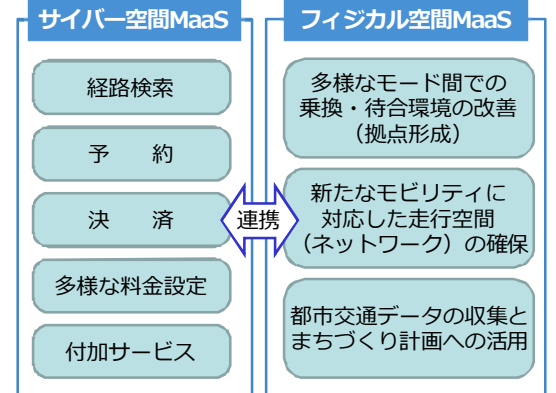 サイバー空間MaaS
経路検索
予　約
決　済
多様な料金設定
付加サービス
連携
フィジカル空間MaaS
多様なモード間での
乗換・待合環境の改善
（拠点形成）
新たなモビリティに
対応した走行空間
（ネットワーク）の確保
都市交通データの収集と
まちづくり計画への活用